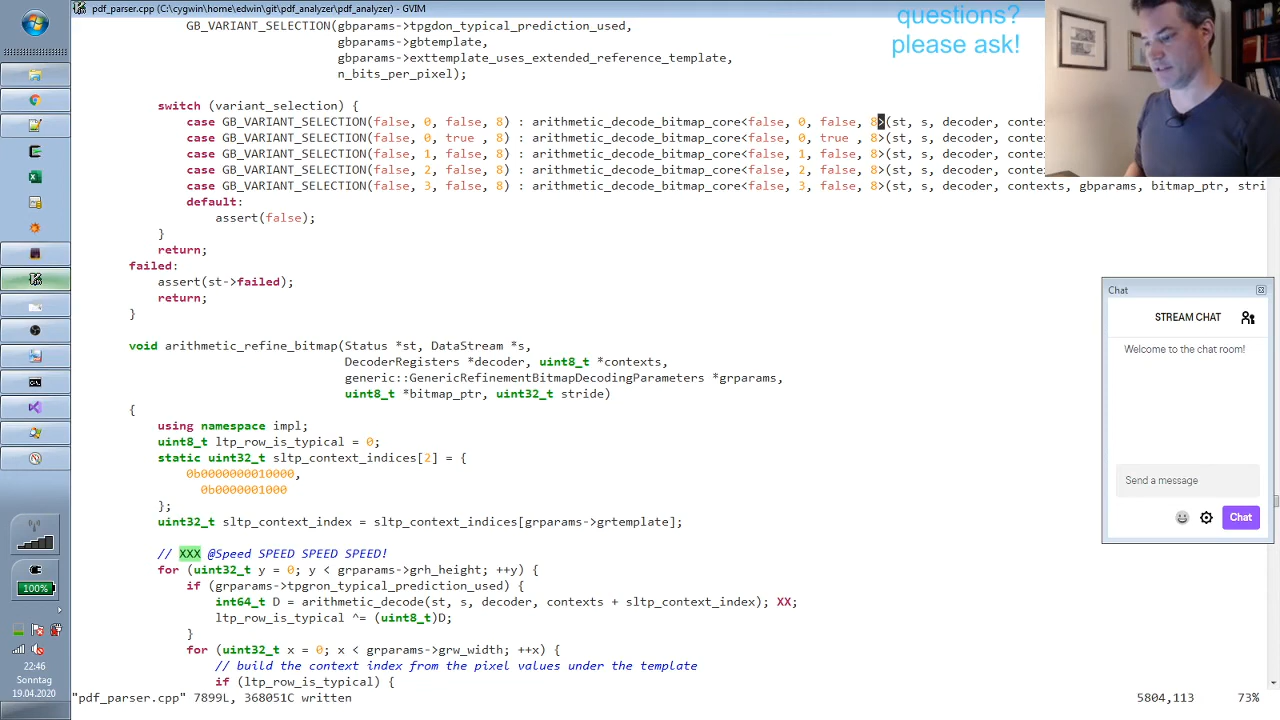 pdf_parser.cpp (C:\cygwin\home\edwin\git\pdf_analyzer\pdf_analyzer) - GVIM
questions?
please ask!
GB_VARIANT_SELECTION(gbparams->tpgdon_typical_prediction_used,
gbparams->gbtemplate,
gbparams->exttemplate_uses_extended_reference_template,
n_bits_per_pixel);
switch (variant_selection) {
case GB_VARIANT_SELECTION(false, 0, false, 8) : arithmetic_decode_bitmap_core<false, 0, false, 8>(st, s, decoder, conte
case GB_VARIANT_SELECTION(false, 0, true , 8) : arithmetic_decode_bitmap_core<false, 0, true , 8>(st, s, decoder, conte
case GB_VARIANT_SELECTION(false, 1, false, 8) : arithmetic_decode_bitmap_core<false, 1, false, 8>(st, s, decoder, conte
case GB_VARIANT_SELECTION(false, 2, false, 8) : arithmetic_decode_bitmap_core<false, 2, false, 8>(st, s, decoder, conte
case GB_VARIANT_SELECTION(false, 3, false, 8) : arithmetic_decode_bitmap_core<false, 3, false, 8>(st, s, decoder, contexts, gbparams, bitmap_ptr, stri
default:
assert(false);
}
return;
failed:
assert(st->failed);
return;
}
void arithmetic_refine_bitmap(Status *st, DataStream *s,
DecoderRegisters *decoder, uint8_t *contexts,
generic::GenericRefinementBitmapDecodingParameters *grparams,
uint8_t *bitmap_ptr, uint32_t stride)
{
using namespace impl;
uint8_t ltp_row_is_typical = 0;
static uint32_t sltp_context_indices[2] = {
0b0000000010000,
0b0000001000
};
uint32_t sltp_context_index = sltp_context_indices[grparams->grtemplate];
// XXX @Speed SPEED SPEED SPEED!
for (uint32_t y = 0; y < grparams->grh_height; ++y) {
if (grparams->tpgron_typical_prediction_used) {
int64_t D = arithmetic_decode(st, s, decoder, contexts + sltp_context_index); XX;
ltp_row_is_typical ^= (uint8_t)D;
}
for (uint32_t x = 0; x < grparams->grw_width; ++x) {
// build the context index from the pixel values under the template
if (ltp_row_is_typical) {
"pdf_parser.cpp" 7899L, 368051C written
5804,113
73%
Chat
STREAM CHAT
Welcome to the chat room!
Send a message
Chat
100%
22:46
Sonntag
19.04.2020